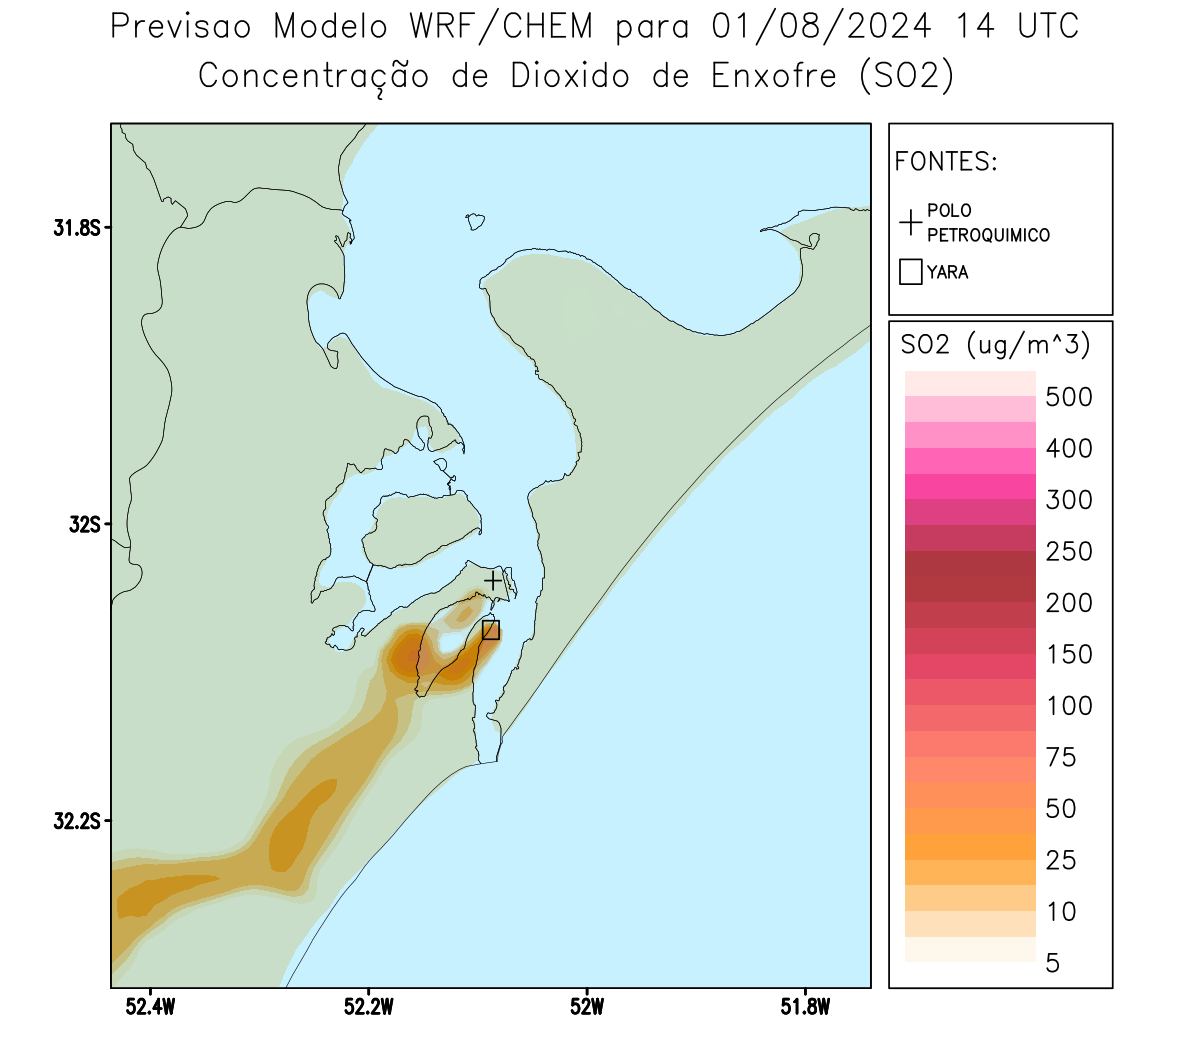 Previsao Modelo WRF/CHEM para 01/08/2024 14 UTC
Concentração de Dioxido de Enxofre (SO2)
FONTES:
POLO
PETROQUIMICO
YARA
SO2 (ug/m^3)
500
400
300
250
200
150
100
75
50
25
10
5
31.8S
32S
32.2S
52.4W
52.2W
52W
51.8W